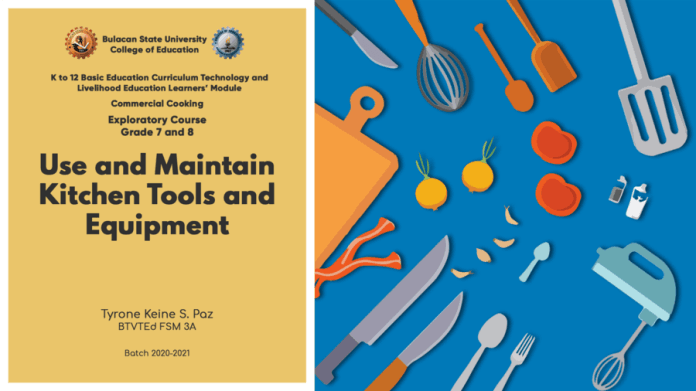 Bulacan State University
College of Education
K to 12 Basic Education Curriculum Technology and
Livelihood Education Learners’ Module
Commercial Cooking
Exploratory Course
Grade 7 and 8
Use and Maintain
Kitchen Tools and
Equipment
Tyrone Keine S. Paz
BTVTEd FSM 3A
Batch 2020-2021